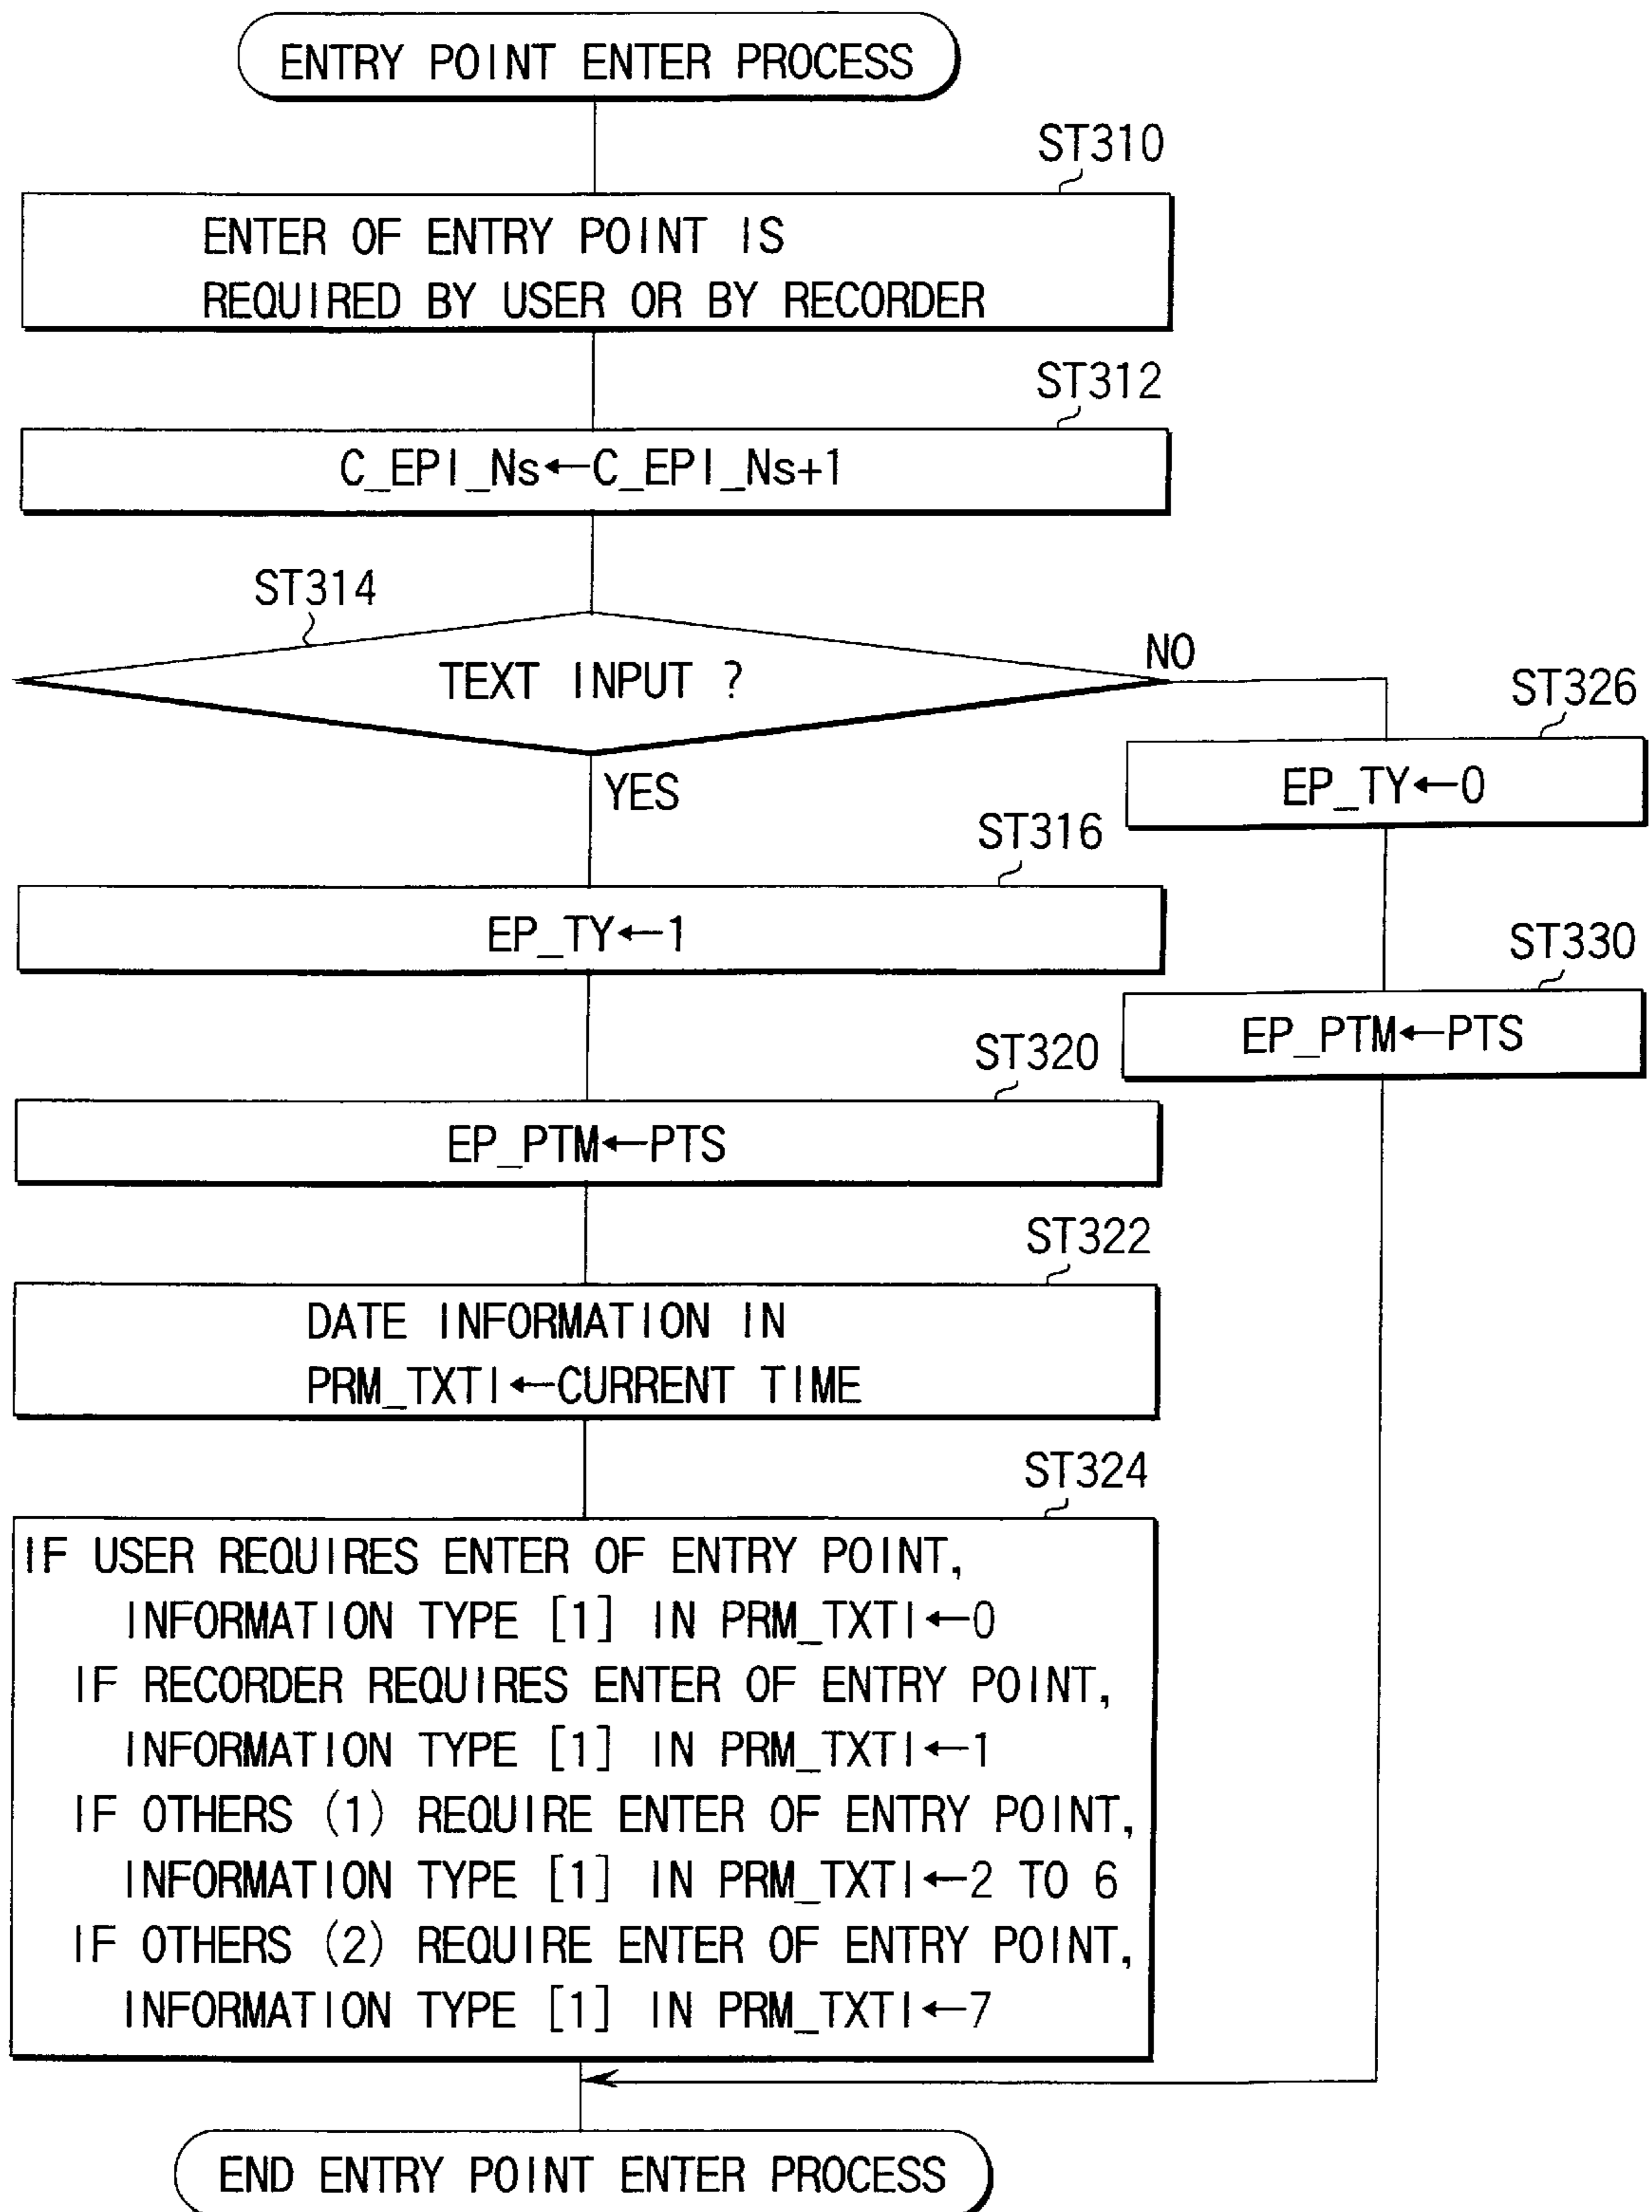 ENTRY POINT ENTER PROCESS
ST310
ENTER OF ENTRY POINT IS
REQUIRED BY USER OR BY RECORDER
ST312
C_EPI_Ns←C_EPI_Ns+1
ST314
TEXT INPUT ?
NO
YES
ST326
EP_TY←0
ST316
EP_TY←1
ST330
EP_PTM←PTS
ST320
EP_PTM←PTS
ST322
DATE INFORMATION IN
PRM_TXTI←CURRENT TIME
ST324
IF USER REQUIRES ENTER OF ENTRY POINT,
INFORMATION TYPE [1] IN PRM_TXTI←0
IF RECORDER REQUIRES ENTER OF ENTRY POINT,
INFORMATION TYPE [1] IN PRM_TXTI←1
IF OTHERS (1) REQUIRE ENTER OF ENTRY POINT,
INFORMATION TYPE [1] IN PRM_TXTI←2 TO 6
IF OTHERS (2) REQUIRE ENTER OF ENTRY POINT,
INFORMATION TYPE [1] IN PRM_TXTI←7
END ENTRY POINT ENTER PROCESS